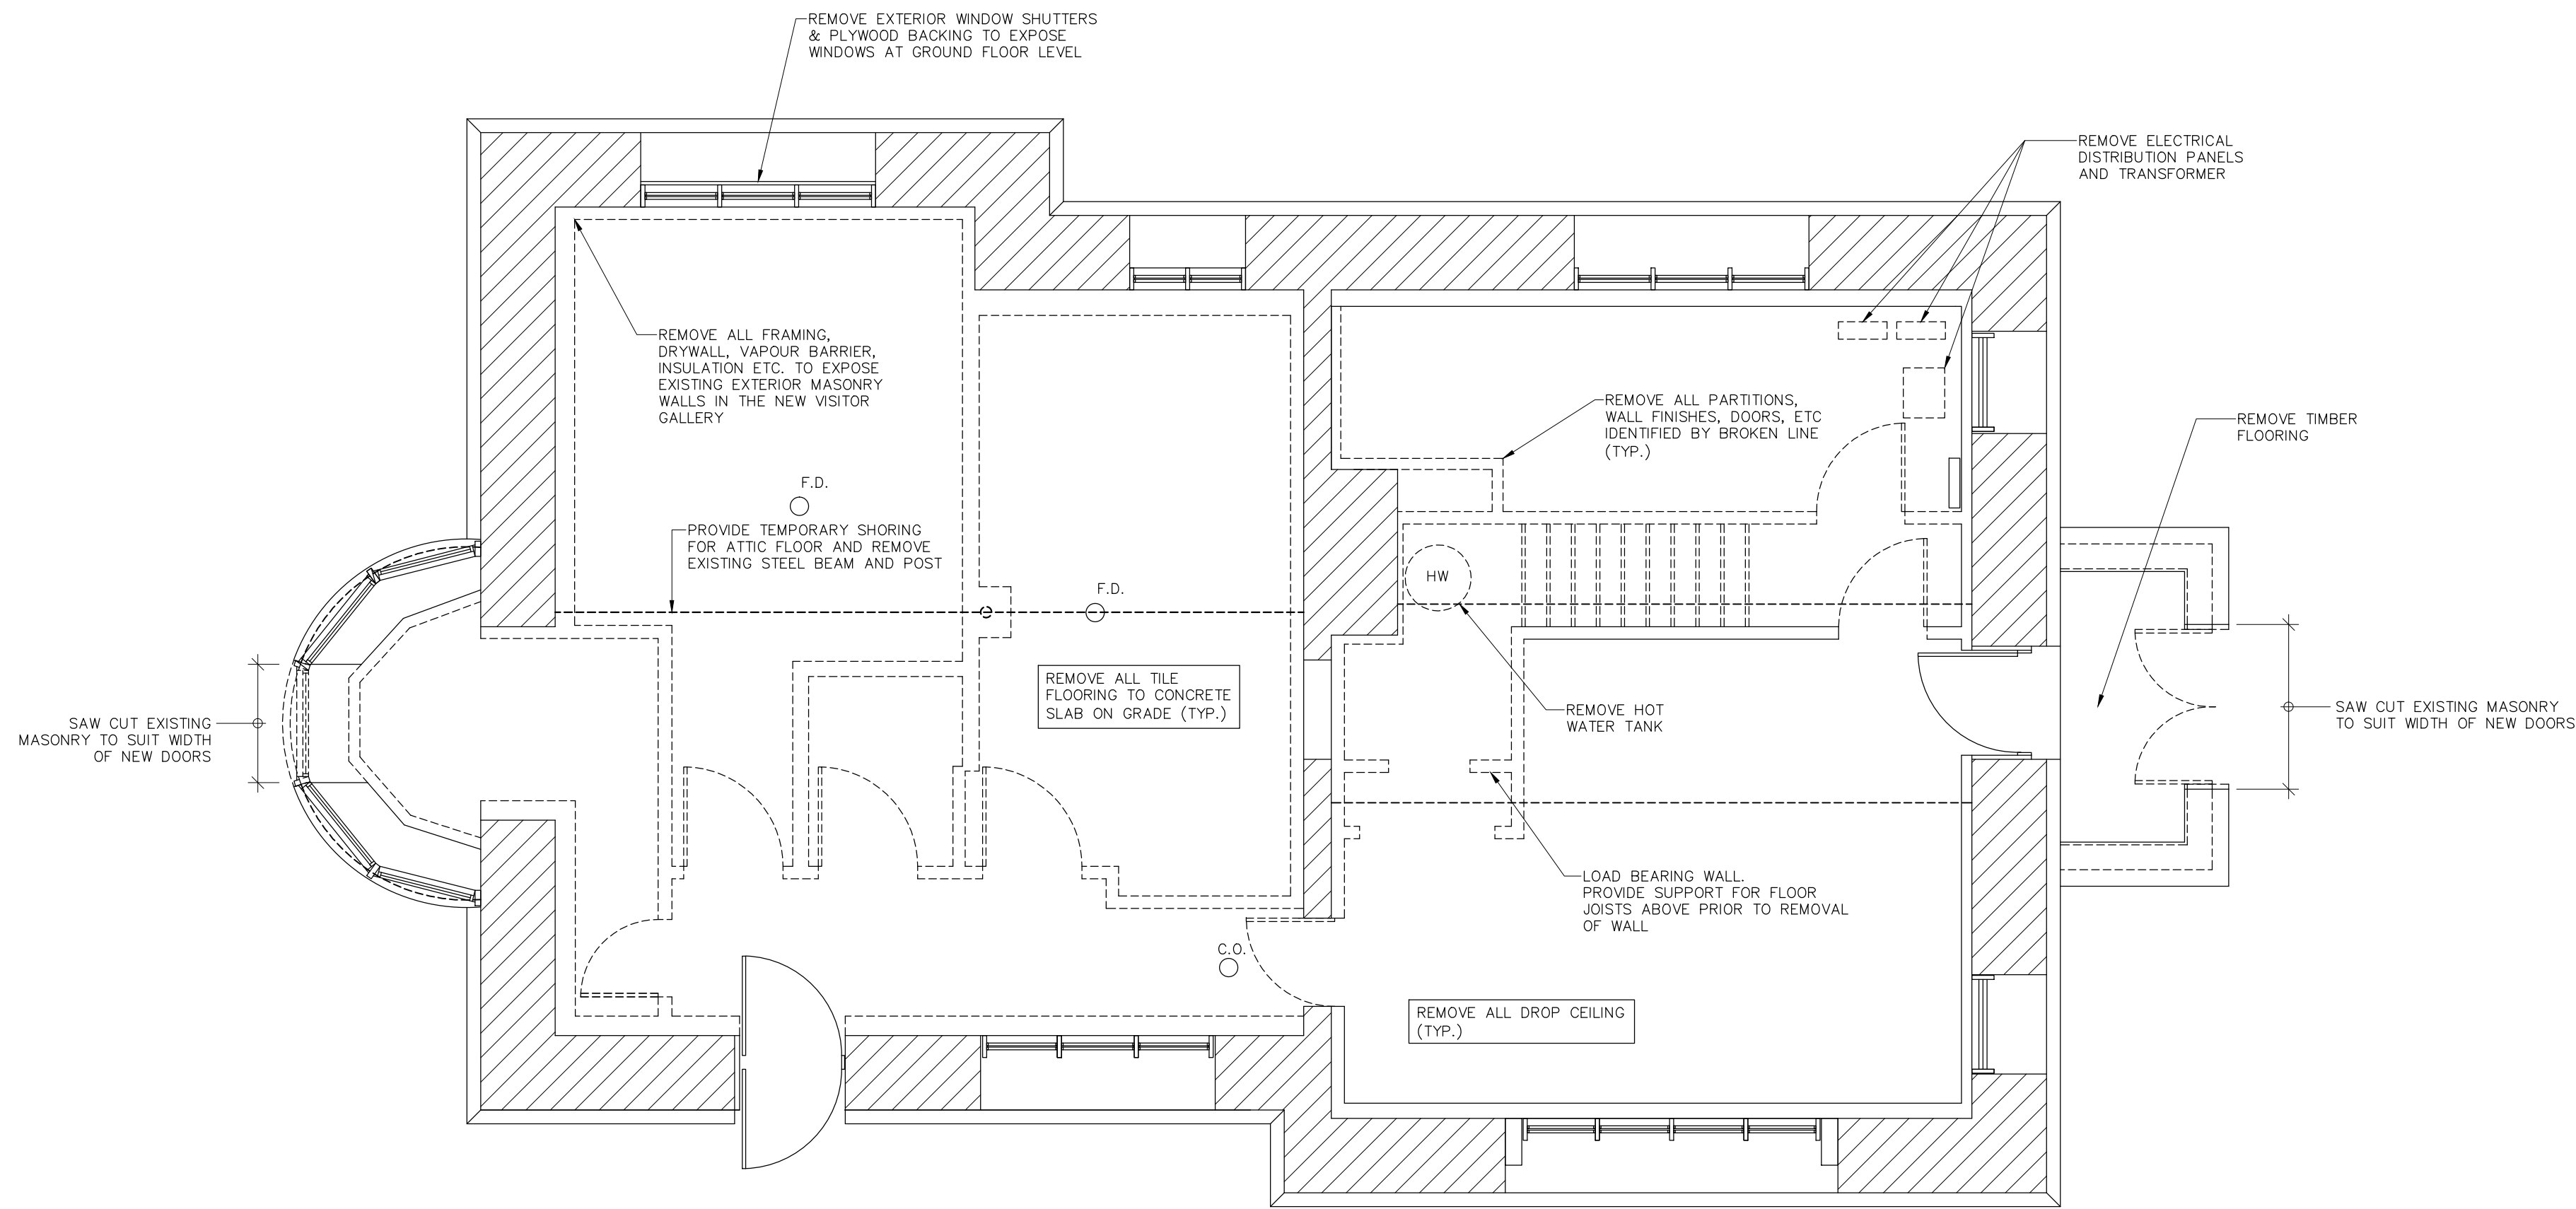 REMOVE EXTERIOR WINDOW SHUTTERS
& PLYWOOD BACKING TO EXPOSE
WINDOWS AT GROUND FLOOR LEVEL
REMOVE ELECTRICAL
DISTRIBUTION PANELS
AND TRANSFORMER
REMOVE ALL FRAMING,
DRYWALL, VAPOUR BARRIER,
INSULATION ETC. TO EXPOSE
EXISTING EXTERIOR MASONRY
WALLS IN THE NEW VISITOR
GALLERY
REMOVE ALL PARTITIONS,
WALL FINISHES, DOORS, ETC
IDENTIFIED BY BROKEN LINE
(TYP.)
REMOVE TIMBER
FLOORING
F.D.
PROVIDE TEMPORARY SHORING
FOR ATTIC FLOOR AND REMOVE
EXISTING STEEL BEAM AND POST
F.D.
HW
REMOVE ALL TILE
FLOORING TO CONCRETE
SLAB ON GRADE (TYP.)
REMOVE HOT
WATER TANK
SAW CUT EXISTING
MASONRY TO SUIT WIDTH
OF NEW DOORS
SAW CUT EXISTING MASONRY
TO SUIT WIDTH OF NEW DOORS
LOAD BEARING WALL.
PROVIDE SUPPORT FOR FLOOR
JOISTS ABOVE PRIOR TO REMOVAL
OF WALL
C.O.
REMOVE ALL DROP CEILING
(TYP.)